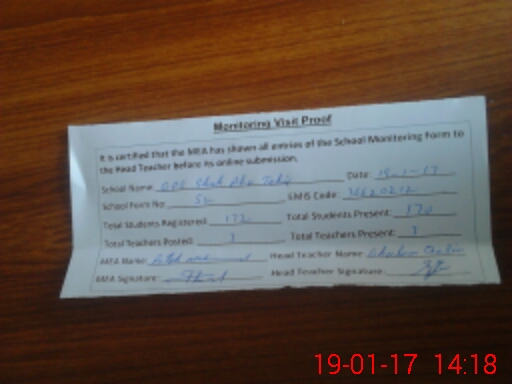 Monitoring Visit Proof
It is certified that the MEA has shown all entries of the School Monitoring Form to
the Head Teacher before its online submission.
School Name: GPS Shah Date: 19-1-17
School Form No: 52 EMIS Code:
Total Students Registered: 172 Total Students Present: 170
Total Teachers Posted: 1 Total Teachers Present: 1
MEA Name: Head Teacher Name:
MEA Signature: Head Teacher Signature:
19-01-17 14:18